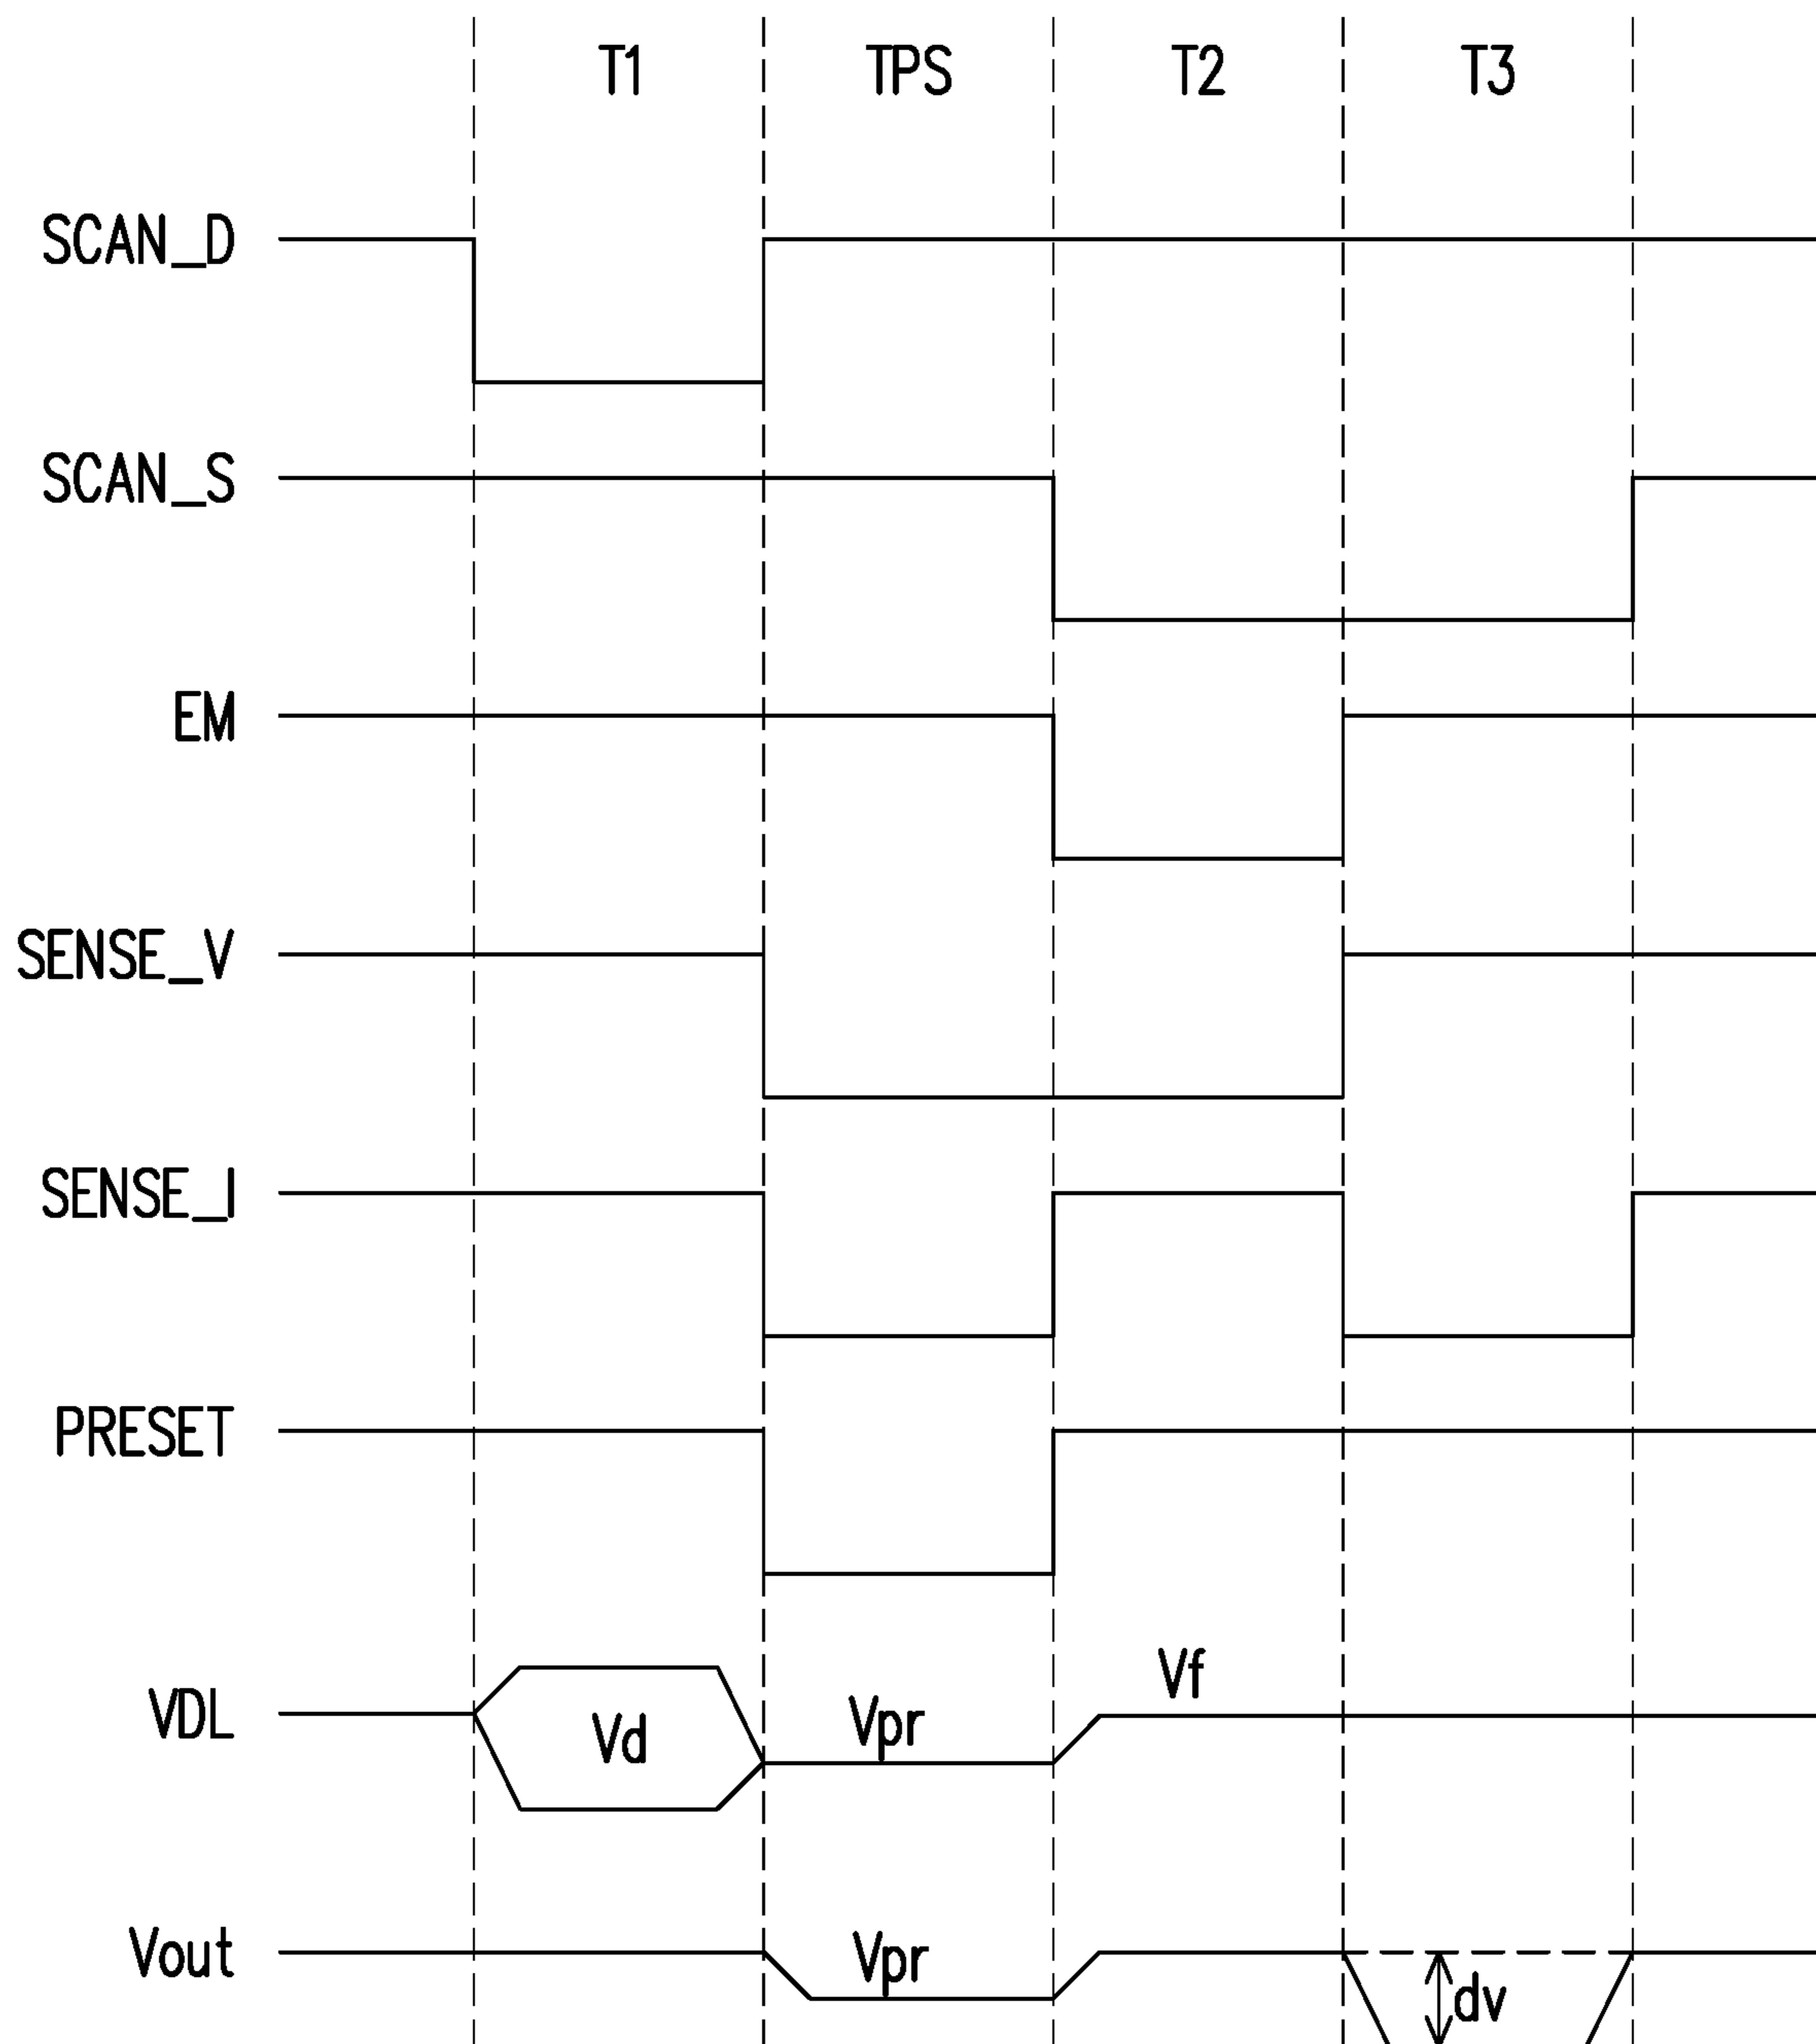 T1 TPS T2 T3
SCAN_D
SCAN_S
EM
SENSE_V
SENSE_I
PRESET
VDL Vd Vpr Vf
Vout Vpr dv